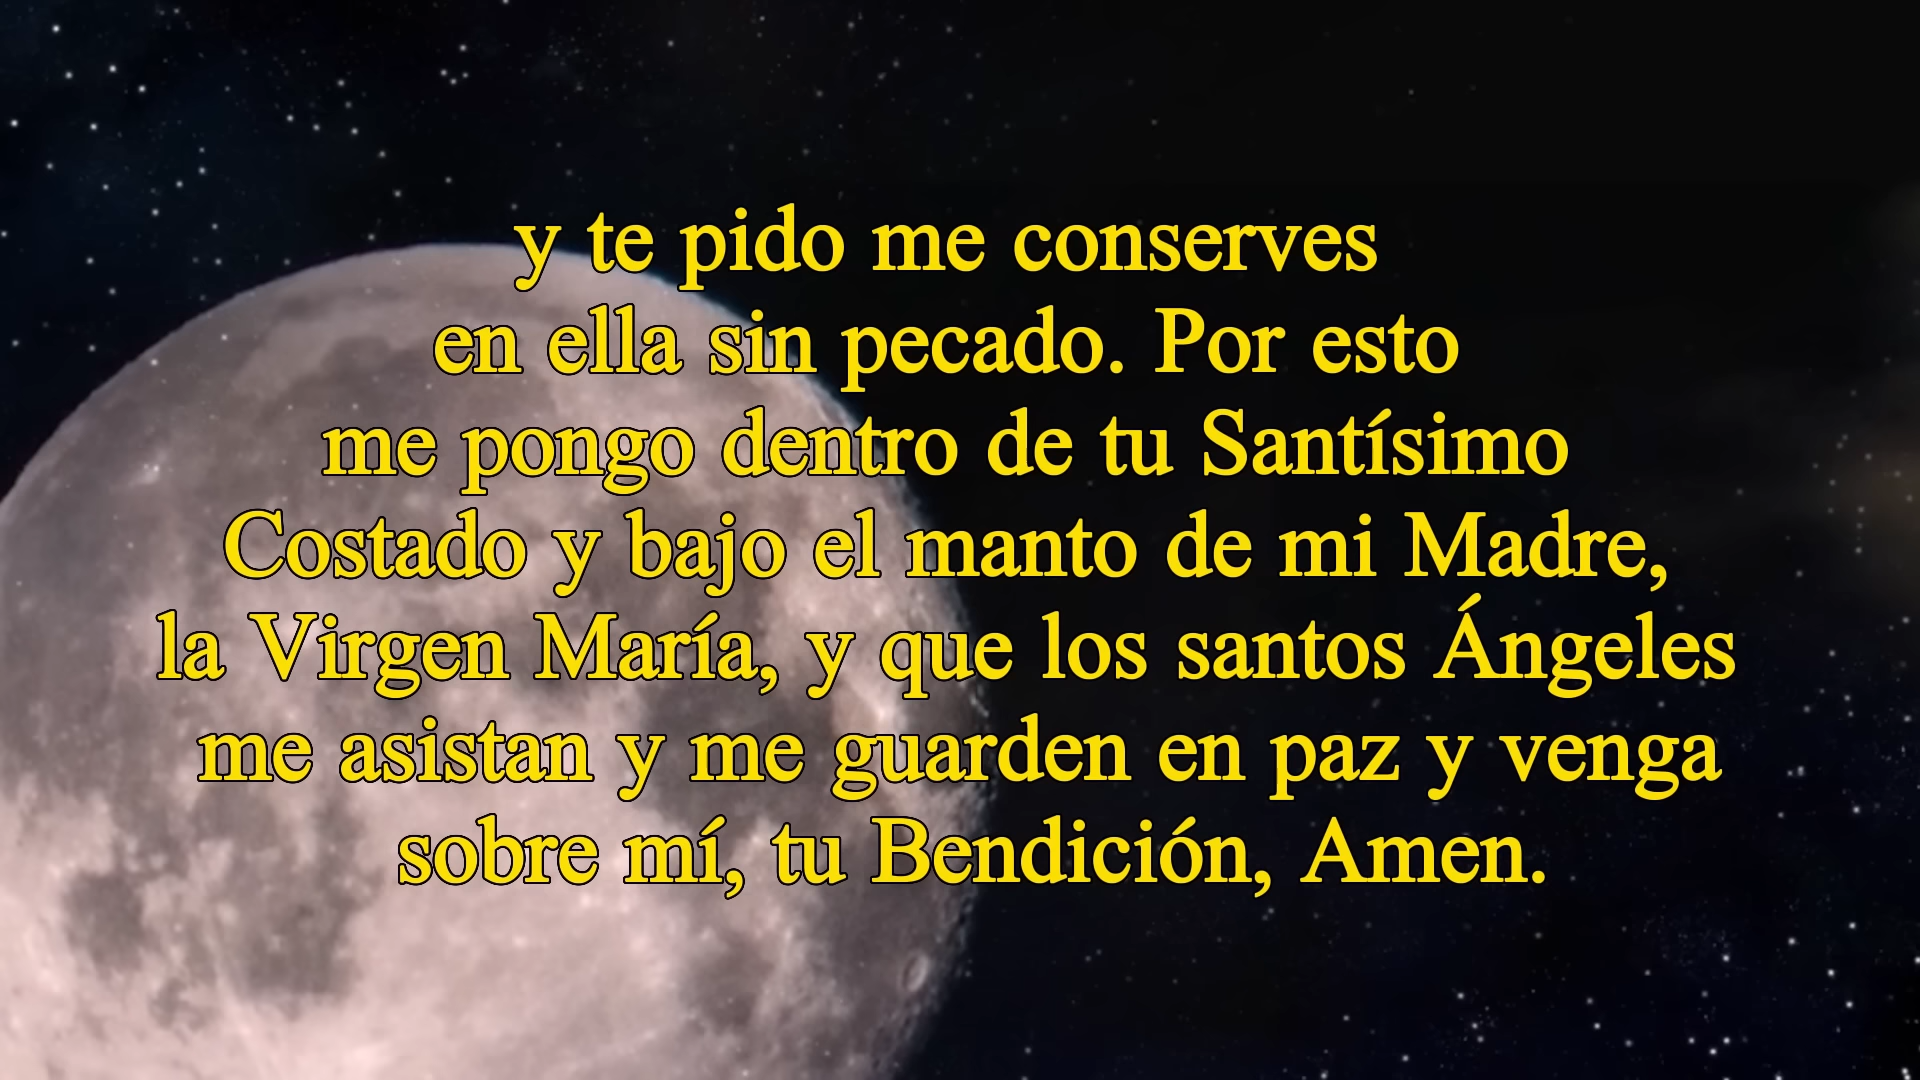 y te pido me conserves
en ella sin pecado. Por esto
me pongo dentro de tu Santísimo
Costado y bajo el manto de mi Madre,
la Virgen María, y que los santos Ángeles
me asistan y me guarden en paz y venga
sobre mí, tu Bendición, Amen.